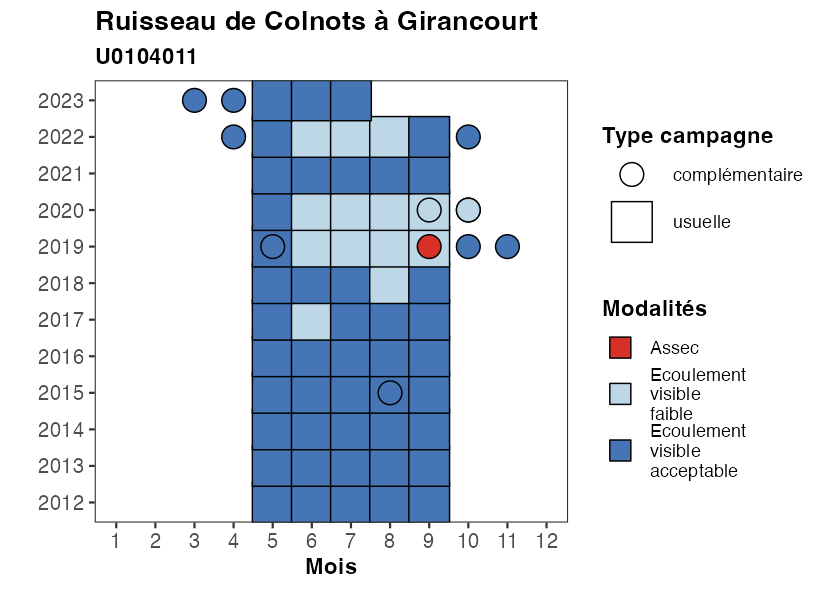 Ruisseau de Colnots à Girancourt
U0104011
2023
2022
2021
2020
2019
2018
2017
2016
2015
2014
2013
2012
1 2 3 4 5 6 7 8 9 10 11 12
Mois
Type campagne
complémentaire
usuelle
Modalités
Assec
Ecoulement
visible
faible
Ecoulement
visible
acceptable